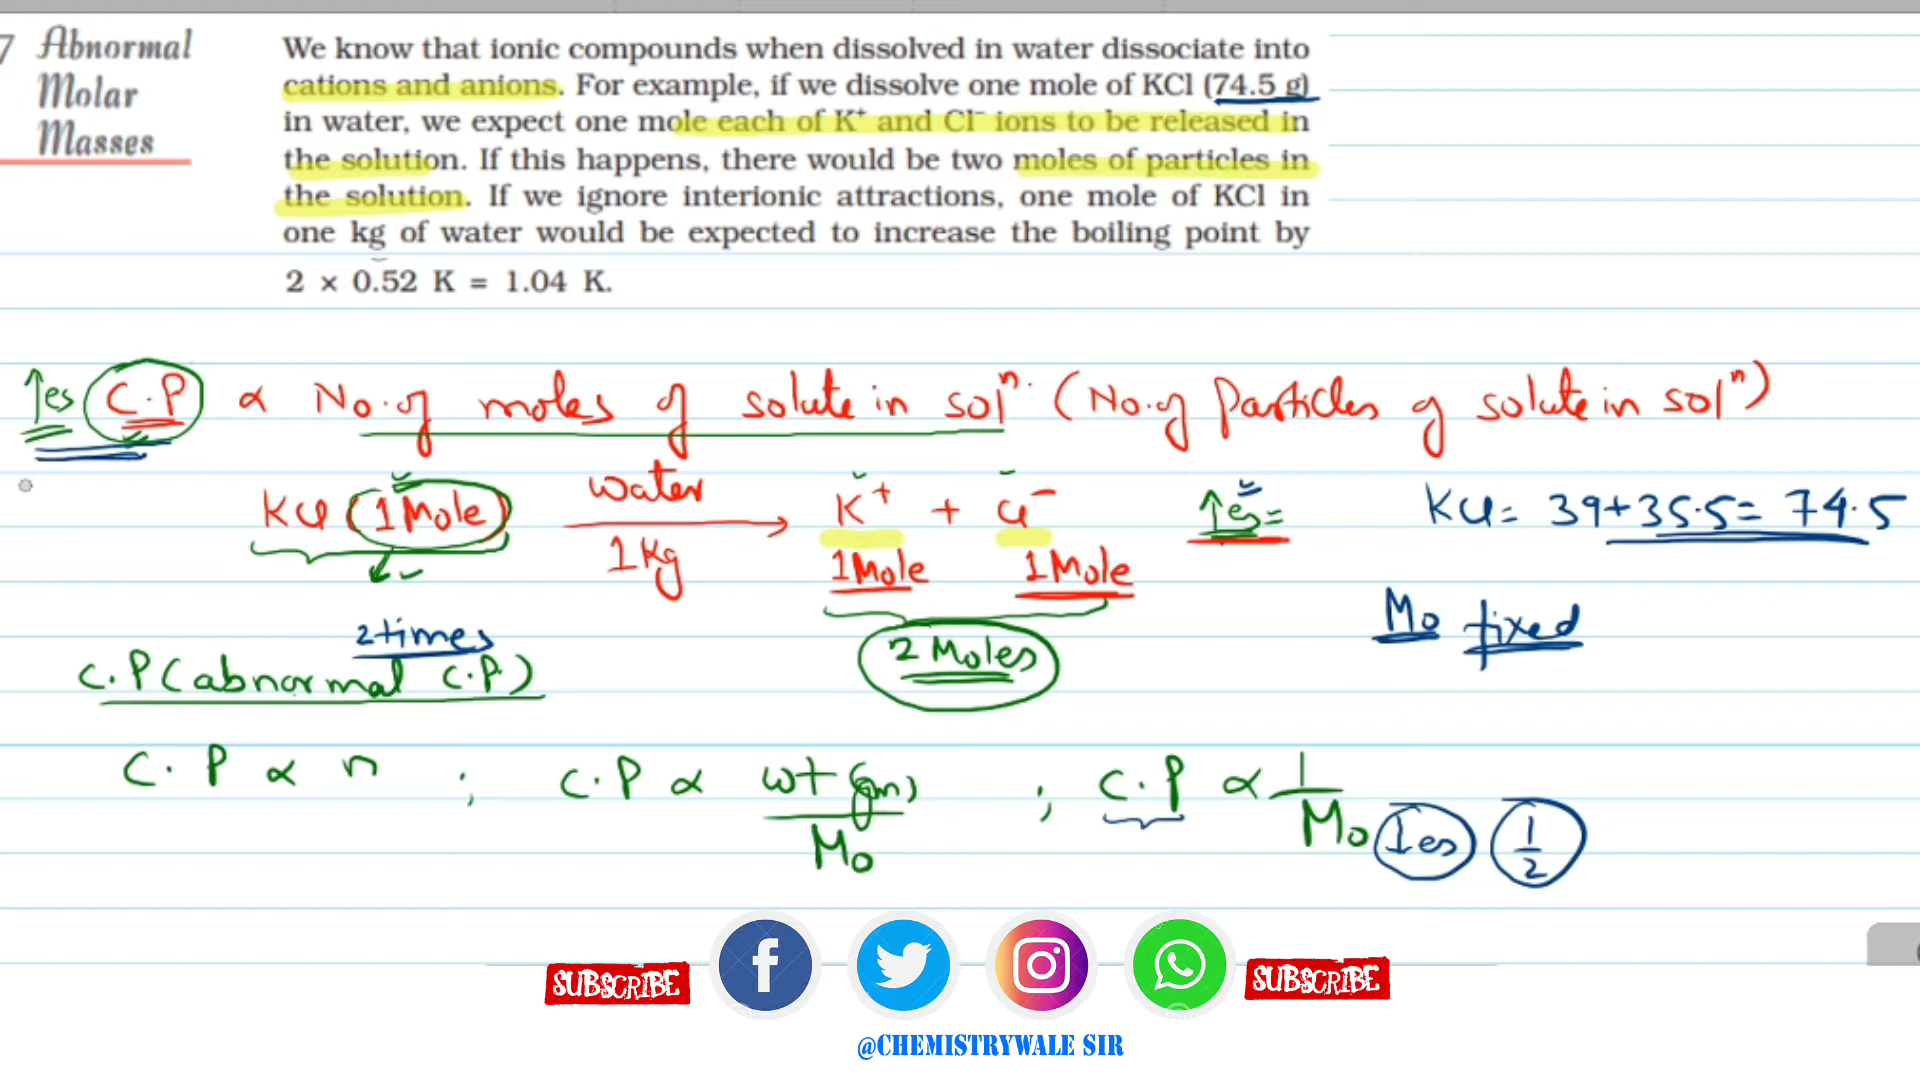 7 Abnormal
Molar
Masses
We know that ionic compounds when dissolved in water dissociate into
cations and anions. For example, if we dissolve one mole of KCl (74.5 g)
in water, we expect one mole each of K⁺ and Cl⁻ ions to be released in
the solution. If this happens, there would be two moles of particles in
the solution. If we ignore interionic attractions, one mole of KCl in
one kg of water would be expected to increase the boiling point by
2 × 0.52 K = 1.04 K.
↑es C.P ∝ No. of moles of solute in solⁿ. (No. of Particles of solute in solⁿ)
KCl (1 Mole) water 1 Kg → K⁺ + Cl⁻ ↑es= KCl = 39+35.5 = 74.5
1 Mole 1 Mole
2 Moles
Mo fixed
2 times
C.P (abnormal C.P.)
C.P ∝ n ; C.P ∝ wt (gm) / Mo ; C.P ∝ 1 / Mo
1/2
SUBSCRIBE SUBSCRIBE
@CHEMISTRYWALE SIR